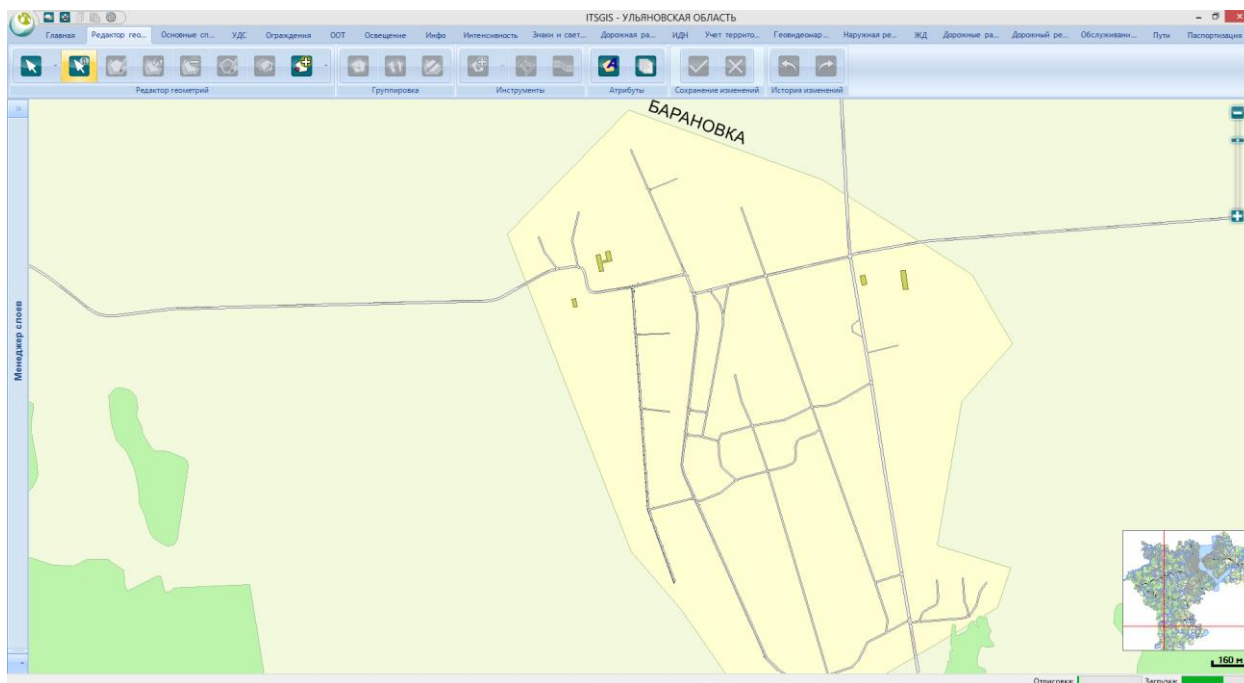 ITSGIS - УЛЬЯНОВСКАЯ ОБЛАСТЬ
Главная Редактор гео... Основные сл... УДС Ограждения ООТ Освещение Инфо Интенсивность Знаки и свет... Дорожная ра... ИДН Учет террито... Геовидеомар... Наружная ре... ЖД Дорожные ра... Дорожный ре... Обслуживани... Пути Паспортизация
Редактор геометрий Группировка Инструменты Атрибуты Сохранение изменений История изменений
БАРАНОВКА
Менеджер слоев
160 м
Отрисовка: Загрузка: